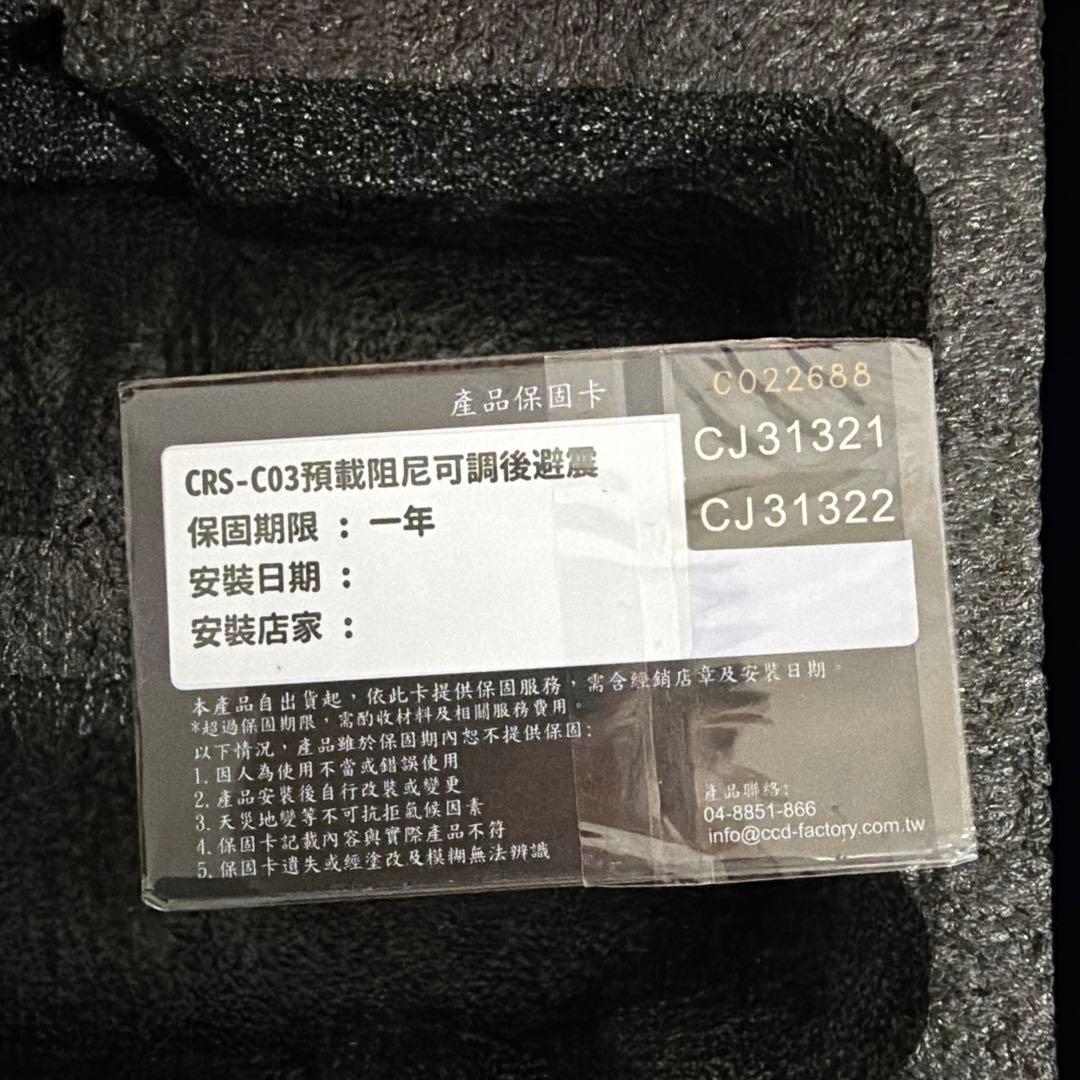 產品保固卡
CO22688
CJ31321
CJ31322
CRS-C03預載阻尼可調後避震
保固期限 : 一年
安裝日期 :
安裝店家 :
本產品自出貨起，依此卡提供保固服務，需含經銷店章及安裝日期。
*超過保固期限，需酌收材料及相關服務費用。
以下情況，產品雖於保固期內恕不提供保固:
1. 因人為使用不當或錯誤使用
2. 產品安裝後自行改裝或變更
3. 天災地變等不可抗拒氣候因素
4. 保固卡記載內容與實際產品不符
5. 保固卡遺失或經塗改及模糊無法辨識
產品聯絡:
04-8851-866
info@ccd-factory.com.tw